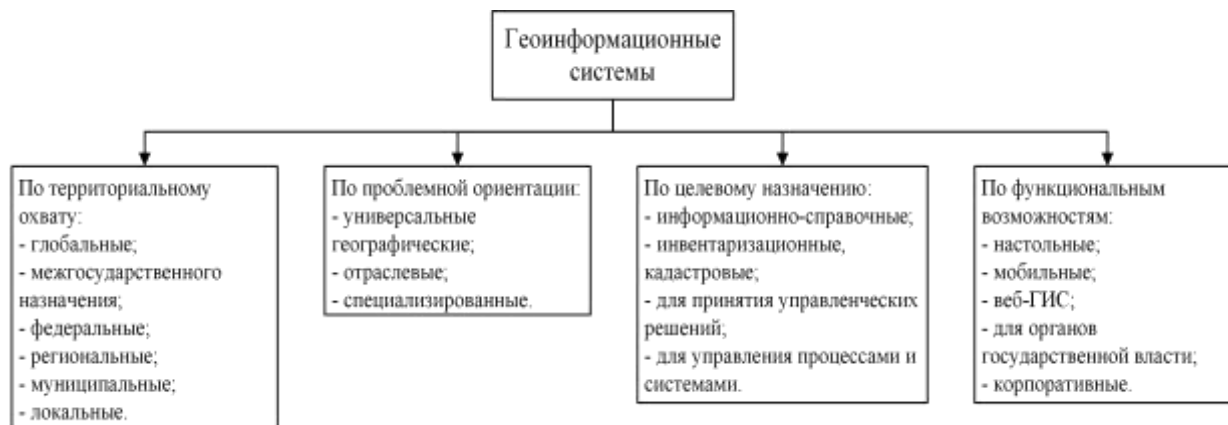 Геоинформационные
системы
По территориальному
охвату:
- глобальные;
- межгосударственного
назначения;
- федеральные;
- региональные;
- муниципальные;
- локальные.
По проблемной ориентации:
- универсальные
географические;
- отраслевые;
- специализированные.
По целевому назначению:
- информационно-справочные;
- инвентаризационные,
кадастровые;
- для принятия управленческих
решений;
- для управления процессами и
системами.
По функциональным
возможностям:
- настольные;
- мобильные;
- веб-ГИС;
- для органов
государственной власти;
- корпоративные.